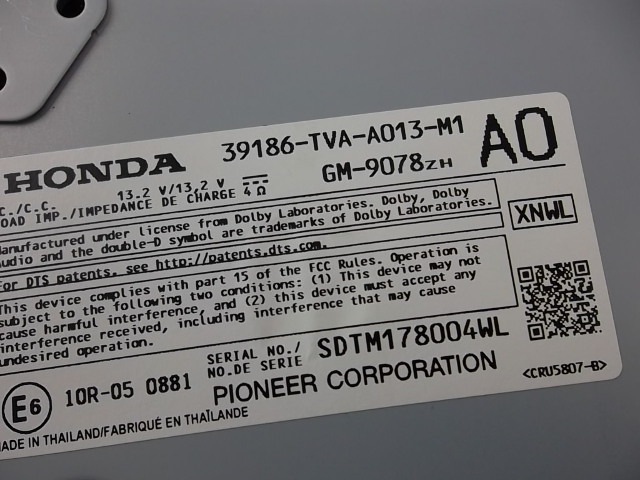 HONDA
39186-TVA-A013-M1
A0
GM-9078ZH
C./C.C. 13.2 V/13,2 V
LOAD IMP./IMPEDANCE DE CHARGE 4 Ω
XNWL
Manufactured under license from Dolby Laboratories. Dolby, Dolby
Audio and the double-D symbol are trademarks of Dolby Laboratories.
For DTS patents, see http://patents.dts.com.
This device complies with part 15 of the FCC Rules. Operation is
subject to the following two conditions: (1) This device may not
cause harmful interference, and (2) this device must accept any
interference received, including interference that may cause
undesired operation.
SERIAL NO./
NO.DE SERIE
SDTM178004WL
E6
10R-05 0881
PIONEER CORPORATION
<CRU5807-B>
MADE IN THAILAND/FABRIQUÉ EN THAÏLANDE